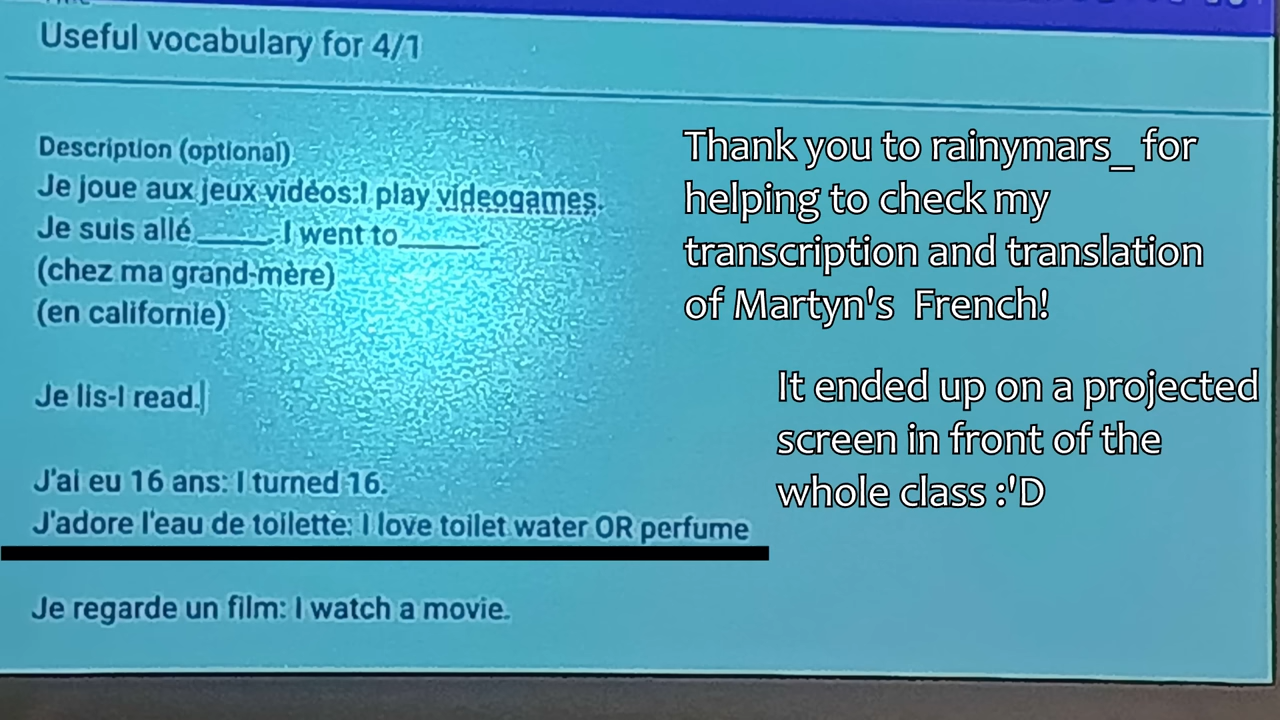 Useful vocabulary for 4/1
Description (optional)
Je joue aux jeux vidéos:I play videogames.
Je suis allé_____. I went to______
(chez ma grand-mère)
(en californie)
Je lis-I read.
J'ai eu 16 ans: I turned 16.
J'adore l'eau de toilette: I love toilet water OR perfume
Je regarde un film: I watch a movie.
Thank you to rainymars_ for
helping to check my
transcription and translation
of Martyn's French!
It ended up on a projected
screen in front of the
whole class :'D